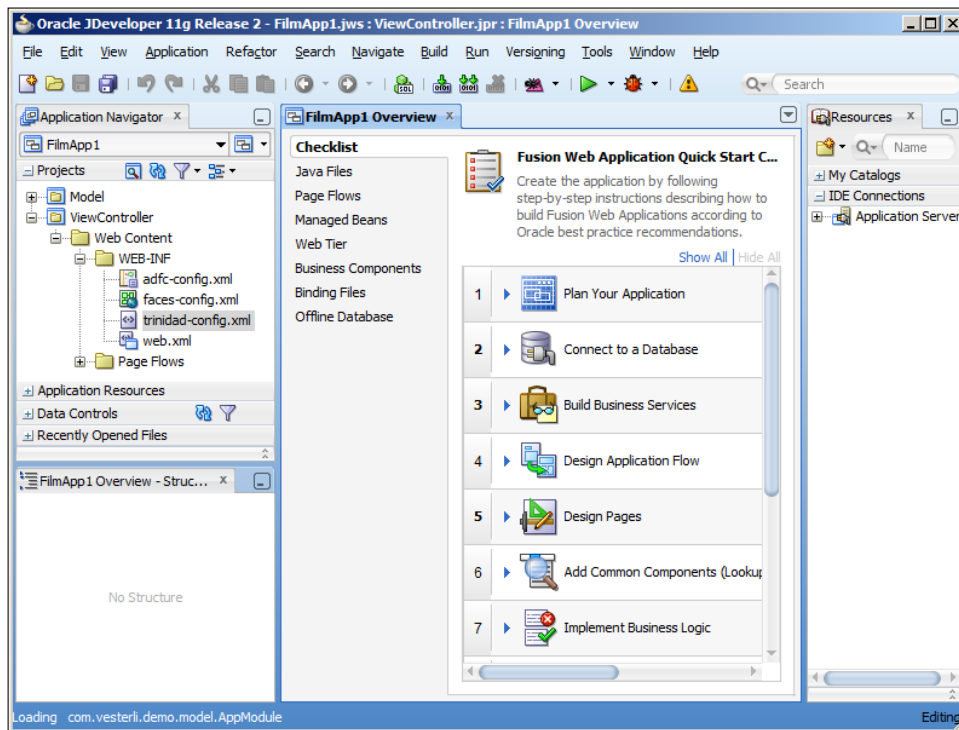 Oracle JDeveloper 11g Release 2 - FilmApp1.jws : ViewController.jpr : FilmApp1 Overview
File Edit View Application Refactor Search Navigate Build Run Versioning Tools Window Help
Search
Application Navigator
FilmApp1
Projects
Model
ViewController
Web Content
WEB-INF
adfc-config.xml
faces-config.xml
trinidad-config.xml
web.xml
Page Flows
Application Resources
Data Controls
Recently Opened Files
FilmApp1 Overview - Struc...
No Structure
FilmApp1 Overview
Checklist
Java Files
Page Flows
Managed Beans
Web Tier
Business Components
Binding Files
Offline Database
Fusion Web Application Quick Start C...
Create the application by following
step-by-step instructions describing how to
build Fusion Web Applications according to
Oracle best practice recommendations.
Show All Hide All
1 Plan Your Application
2 Connect to a Database
3 Build Business Services
4 Design Application Flow
5 Design Pages
6 Add Common Components (Lookup
7 Implement Business Logic
Resources
Name
My Catalogs
IDE Connections
Application Server
Loading com.vesterli.demo.model.AppModule
Editing